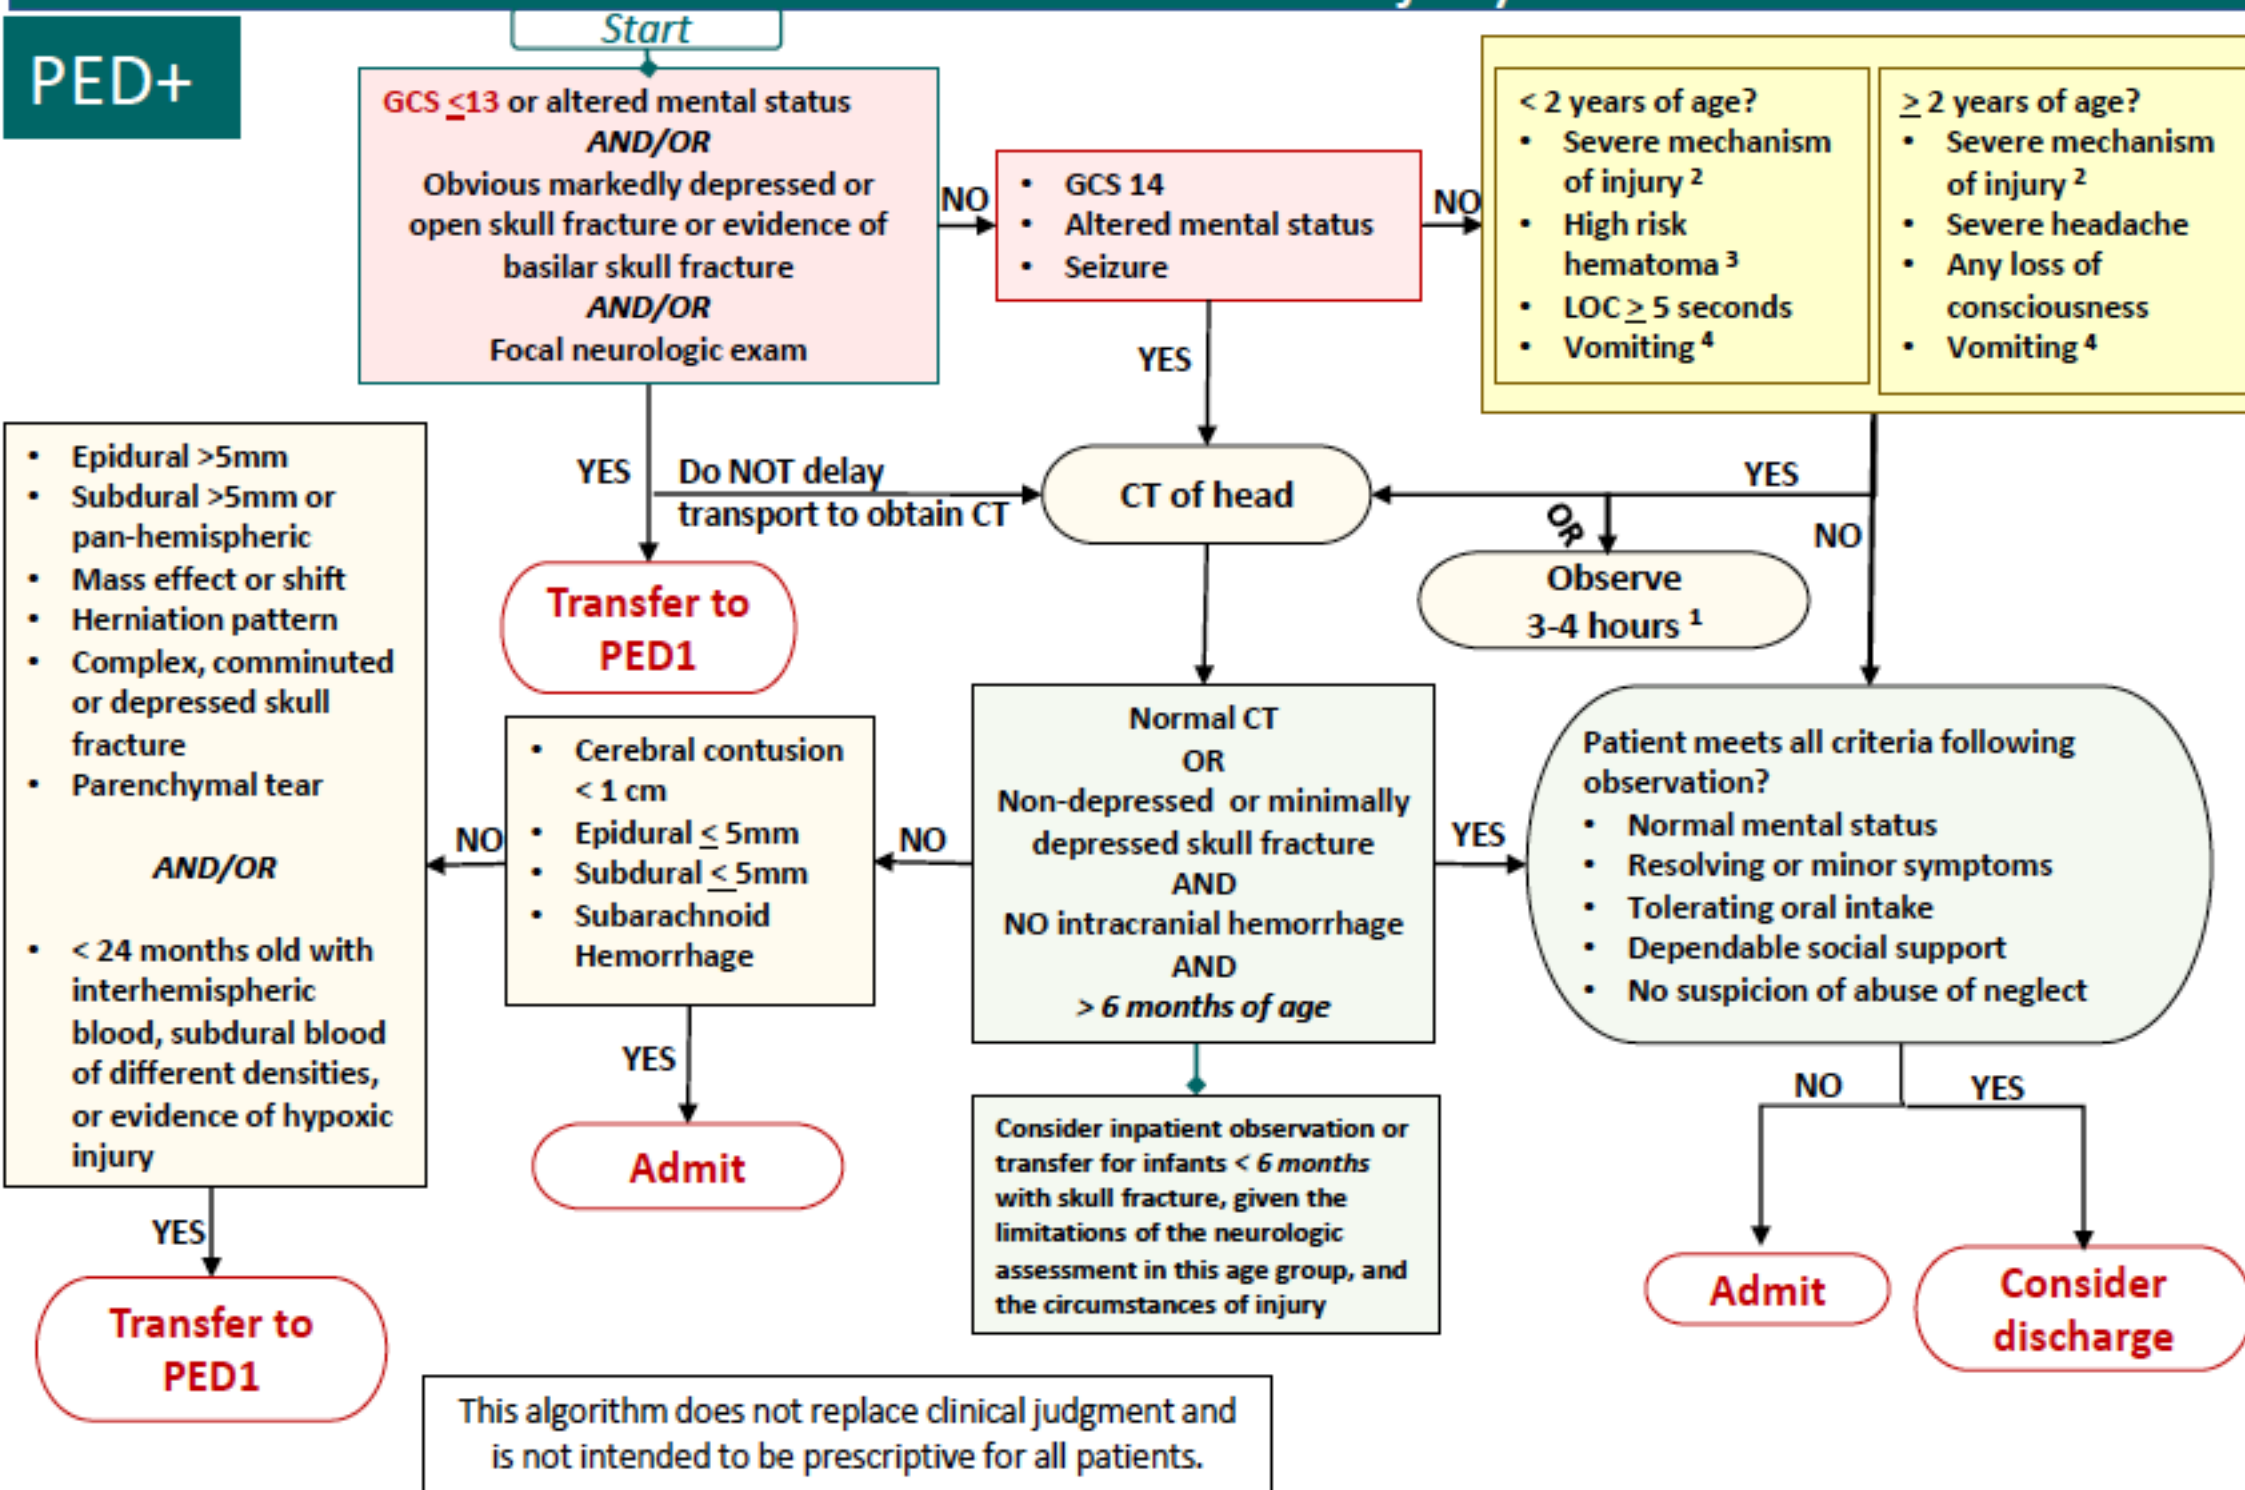 Start
PED+
GCS <13 or altered mental status
AND/OR
Obvious markedly depressed or
open skull fracture or evidence of
basilar skull fracture
AND/OR
Focal neurologic exam
NO
• GCS 14
• Altered mental status
• Seizure
NO
< 2 years of age?
• Severe mechanism
of injury 2
• High risk
hematoma 3
• LOC > 5 seconds
• Vomiting 4
> 2 years of age?
• Severe mechanism
of injury 2
• Severe headache
• Any loss of
consciousness
• Vomiting 4
YES
YES
Do NOT delay
transport to obtain CT
CT of head
YES
OR
NO
Observe
3-4 hours 1
Transfer to
PED1
• Epidural >5mm
• Subdural >5mm or
pan-hemispheric
• Mass effect or shift
• Herniation pattern
• Complex, comminuted
or depressed skull
fracture
• Parenchymal tear
AND/OR
• < 24 months old with
interhemispheric
blood, subdural blood
of different densities,
or evidence of hypoxic
injury
NO
• Cerebral contusion
< 1 cm
• Epidural < 5mm
• Subdural < 5mm
• Subarachnoid
Hemorrhage
NO
Normal CT
OR
Non-depressed or minimally
depressed skull fracture
AND
NO intracranial hemorrhage
AND
> 6 months of age
YES
Patient meets all criteria following
observation?
• Normal mental status
• Resolving or minor symptoms
• Tolerating oral intake
• Dependable social support
• No suspicion of abuse of neglect
YES
Admit
Consider inpatient observation or
transfer for infants < 6 months
with skull fracture, given the
limitations of the neurologic
assessment in this age group, and
the circumstances of injury
NO
YES
Admit
Consider
discharge
YES
Transfer to
PED1
This algorithm does not replace clinical judgment and
is not intended to be prescriptive for all patients.